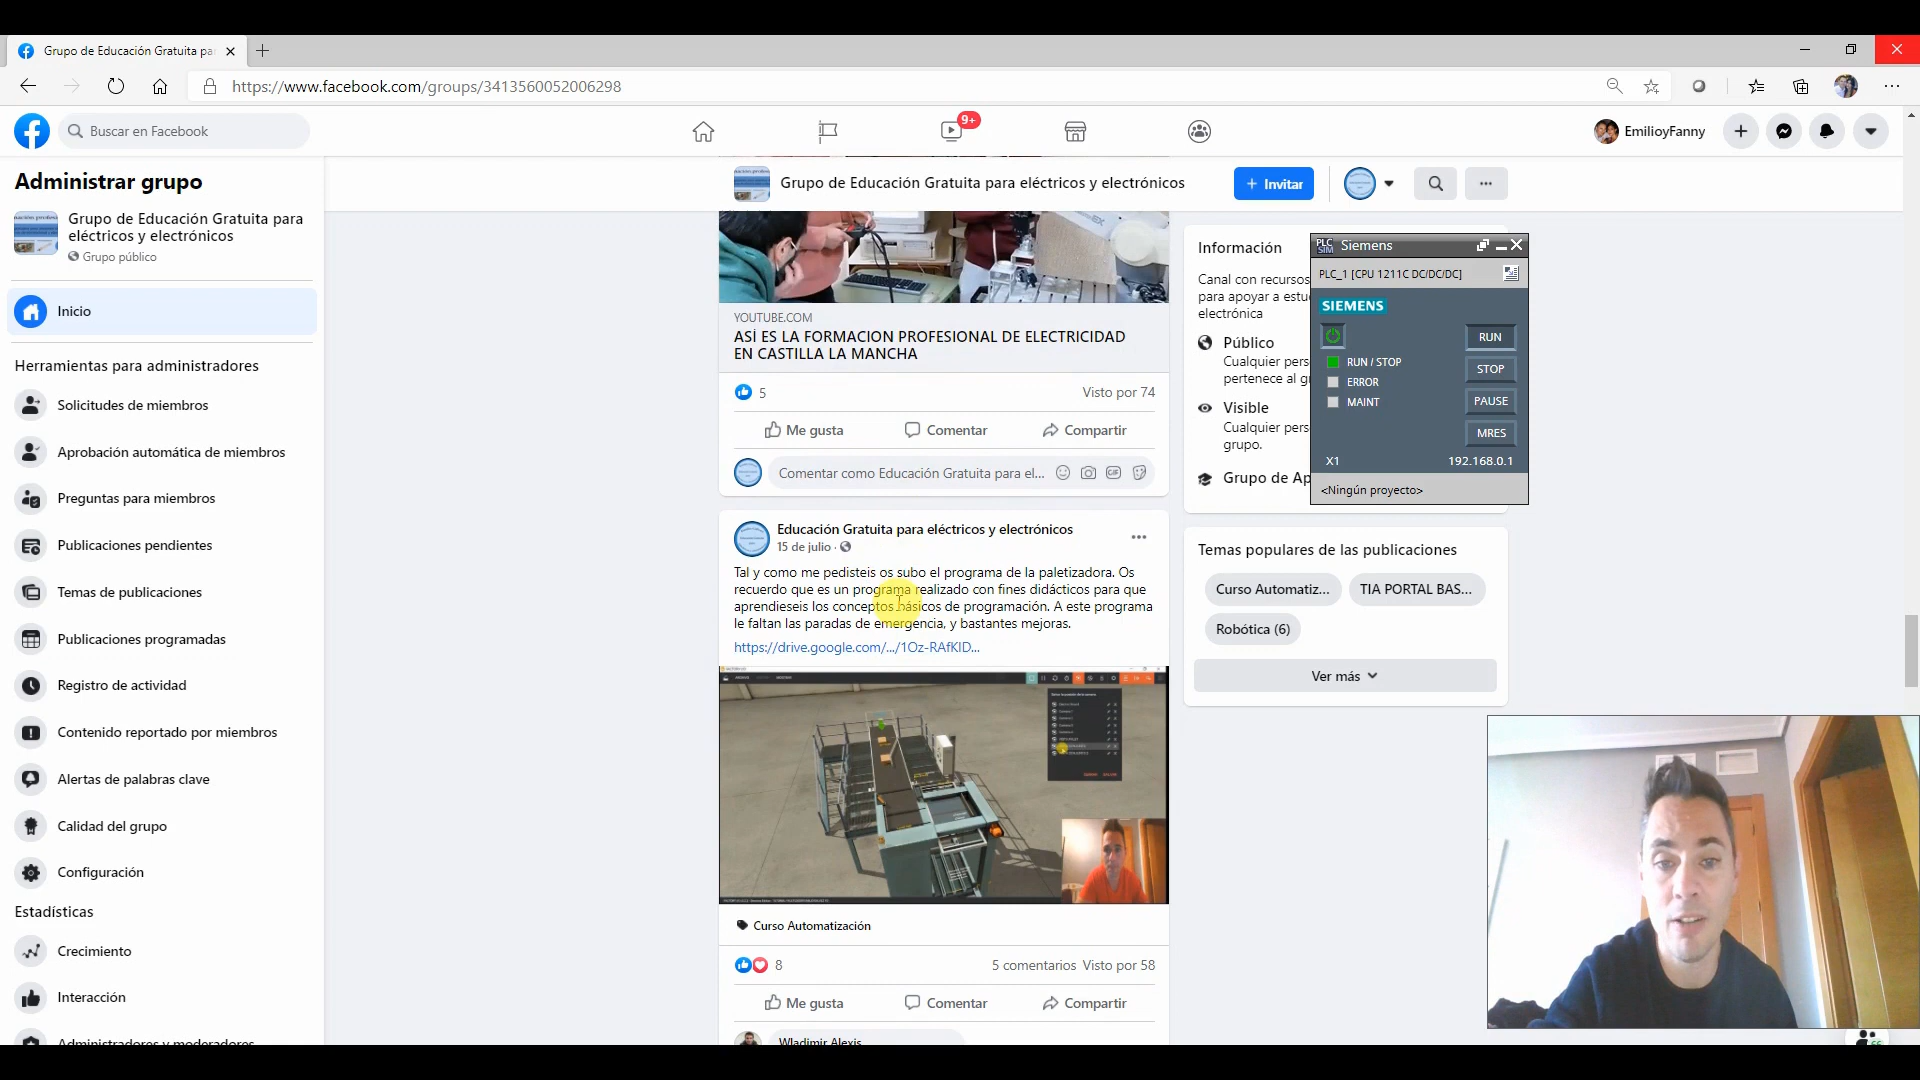 Grupo de Educación Gratuita pa
https://www.facebook.com/groups/3413560052006298
Buscar en Facebook
9+
EmilioyFanny
Administrar grupo
Grupo de Educación Gratuita para
eléctricos y electrónicos
Grupo público
Inicio
Herramientas para administradores
Solicitudes de miembros
Aprobación automática de miembros
Preguntas para miembros
Publicaciones pendientes
Temas de publicaciones
Publicaciones programadas
Registro de actividad
Contenido reportado por miembros
Alertas de palabras clave
Calidad del grupo
Configuración
Estadísticas
Crecimiento
Interacción
Administradores y moderadores
Grupo de Educación Gratuita para eléctricos y electrónicos
+ Invitar
YOUTUBE.COM
ASÍ ES LA FORMACION PROFESIONAL DE ELECTRICIDAD
EN CASTILLA LA MANCHA
5
Visto por 74
Me gusta
Comentar
Compartir
Comentar como Educación Gratuita para el...
GIF
Educación Gratuita para eléctricos y electrónicos
15 de julio ·
Tal y como me pedisteis os subo el programa de la paletizadora. Os
recuerdo que es un programa realizado con fines didácticos para que
aprendieseis los conceptos básicos de programación. A este programa
le faltan las paradas de emergencia, y bastantes mejoras.
https://drive.google.com/.../1Oz-RAfKID...
Curso Automatización
8
5 comentarios Visto por 58
Me gusta
Comentar
Compartir
Wladimir Alexis
Información
Canal con recursos
para apoyar a estu
electrónica
Público
Cualquier pers
pertenece al g
Visible
Cualquier pers
grupo.
Grupo de Ap
PLC SIM
Siemens
PLC_1 [CPU 1211C DC/DC/DC]
SIEMENS
RUN
RUN / STOP
STOP
ERROR
PAUSE
MAINT
MRES
X1
192.168.0.1
<Ningún proyecto>
Temas populares de las publicaciones
Curso Automatiz...
TIA PORTAL BAS...
Robótica (6)
Ver más